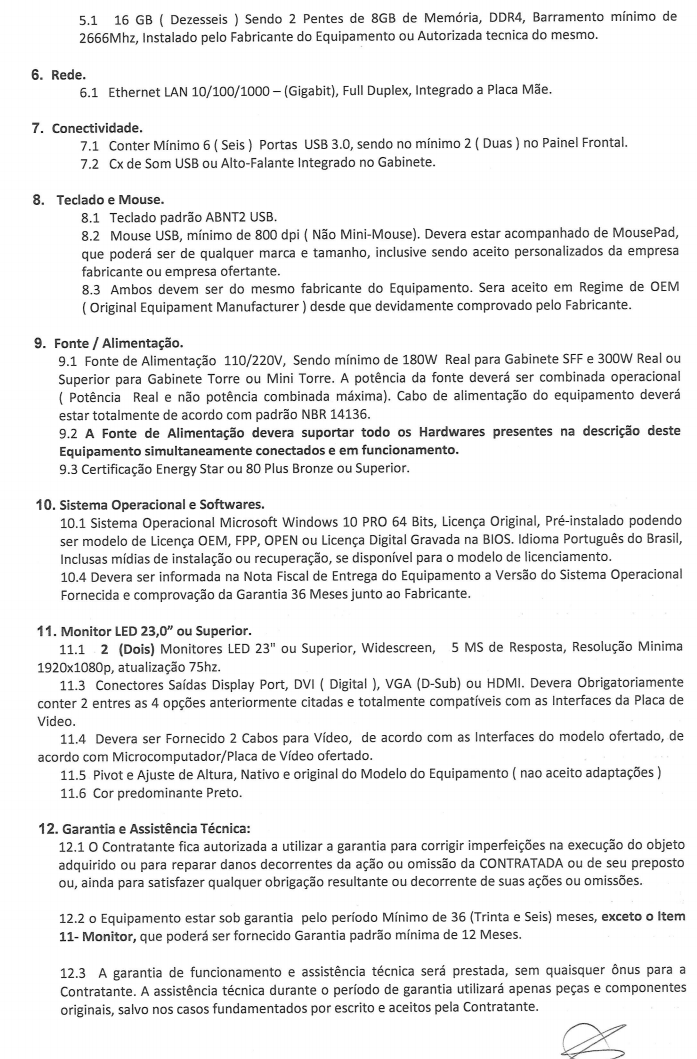 5.1 16 GB ( Dezesseis ) Sendo 2 Pentes de 8GB de Memória, DDR4, Barramento mínimo de
2666Mhz, Instalado pelo Fabricante do Equipamento ou Autorizada tecnica do mesmo.
6. Rede.
6.1 Ethernet LAN 10/100/1000 – (Gigabit), Full Duplex, Integrado a Placa Mãe.
7. Conectividade.
7.1 Conter Mínimo 6 ( Seis ) Portas USB 3.0, sendo no mínimo 2 ( Duas ) no Painel Frontal.
7.2 Cx de Som USB ou Alto-Falante Integrado no Gabinete.
8. Teclado e Mouse.
8.1 Teclado padrão ABNT2 USB.
8.2 Mouse USB, mínimo de 800 dpi ( Não Mini-Mouse). Devera estar acompanhado de MousePad,
que poderá ser de qualquer marca e tamanho, inclusive sendo aceito personalizados da empresa
fabricante ou empresa ofertante.
8.3 Ambos devem ser do mesmo fabricante do Equipamento. Sera aceito em Regime de OEM
( Original Equipament Manufacturer ) desde que devidamente comprovado pelo Fabricante.
9. Fonte / Alimentação.
9.1 Fonte de Alimentação 110/220V, Sendo mínimo de 180W Real para Gabinete SFF e 300W Real ou
Superior para Gabinete Torre ou Mini Torre. A potência da fonte deverá ser combinada operacional
( Potência Real e não potência combinada máxima). Cabo de alimentação do equipamento deverá
estar totalmente de acordo com padrão NBR 14136.
9.2 A Fonte de Alimentação devera suportar todo os Hardwares presentes na descrição deste
Equipamento simultaneamente conectados e em funcionamento.
9.3 Certificação Energy Star ou 80 Plus Bronze ou Superior.
10. Sistema Operacional e Softwares.
10.1 Sistema Operacional Microsoft Windows 10 PRO 64 Bits, Licença Original, Pré-instalado podendo
ser modelo de Licença OEM, FPP, OPEN ou Licença Digital Gravada na BIOS. Idioma Português do Brasil,
Inclusas mídias de instalação ou recuperação, se disponível para o modelo de licenciamento.
10.4 Devera ser informada na Nota Fiscal de Entrega do Equipamento a Versão do Sistema Operacional
Fornecida e comprovação da Garantia 36 Meses junto ao Fabricante.
11. Monitor LED 23,0” ou Superior.
11.1 2 (Dois) Monitores LED 23" ou Superior, Widescreen, 5 MS de Resposta, Resolução Minima
1920x1080p, atualização 75hz.
11.3 Conectores Saídas Display Port, DVI ( Digital ), VGA (D-Sub) ou HDMI. Devera Obrigatoriamente
conter 2 entres as 4 opções anteriormente citadas e totalmente compatíveis com as Interfaces da Placa de
Video.
11.4 Devera ser Fornecido 2 Cabos para Vídeo, de acordo com as Interfaces do modelo ofertado, de
acordo com Microcomputador/Placa de Vídeo ofertado.
11.5 Pivot e Ajuste de Altura, Nativo e original do Modelo do Equipamento ( nao aceito adaptações )
11.6 Cor predominante Preto.
12. Garantia e Assistência Técnica:
12.1 O Contratante fica autorizada a utilizar a garantia para corrigir imperfeições na execução do objeto
adquirido ou para reparar danos decorrentes da ação ou omissão da CONTRATADA ou de seu preposto
ou, ainda para satisfazer qualquer obrigação resultante ou decorrente de suas ações ou omissões.
12.2 o Equipamento estar sob garantia pelo período Mínimo de 36 (Trinta e Seis) meses, exceto o Item
11- Monitor, que poderá ser fornecido Garantia padrão mínima de 12 Meses.
12.3 A garantia de funcionamento e assistência técnica será prestada, sem quaisquer ônus para a
Contratante. A assistência técnica durante o período de garantia utilizará apenas peças e componentes
originais, salvo nos casos fundamentados por escrito e aceitos pela Contratante.